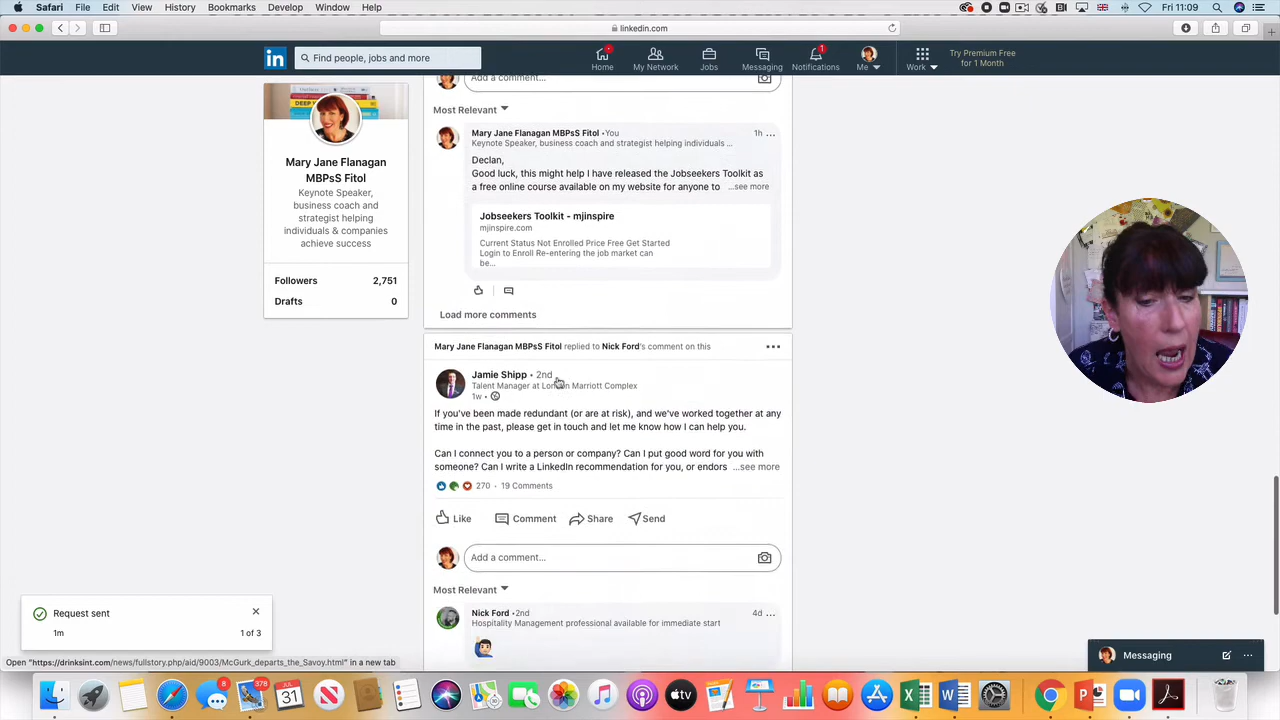 Safari File Edit View History Bookmarks Develop Window Help
Fri 11:09
linkedin.com
in
Find people, jobs and more
Home
My Network
Jobs
Messaging
1
Notifications
Me
Work
Try Premium Free
for 1 Month
Mary Jane Flanagan
MBPsS Fitol
Keynote Speaker,
business coach and
strategist helping
individuals & companies
achieve success
Followers 2,751
Drafts 0
Add a comment...
Most Relevant
Mary Jane Flanagan MBPsS Fitol • You 1h ...
Keynote Speaker, business coach and strategist helping individuals ...
Declan,
Good luck, this might help I have released the Jobseekers Toolkit as
a free online course available on my website for anyone to ...see more
Jobseekers Toolkit - mjinspire
mjinspire.com
Current Status Not Enrolled Price Free Get Started
Login to Enroll Re-entering the job market can
be...
Load more comments
Mary Jane Flanagan MBPsS Fitol replied to Nick Ford's comment on this
Jamie Shipp • 2nd
Talent Manager at London Marriott Complex
1w •
If you've been made redundant (or are at risk), and we've worked together at any
time in the past, please get in touch and let me know how I can help you.
Can I connect you to a person or company? Can I put good word for you with
someone? Can I write a LinkedIn recommendation for you, or endors ...see more
270 • 19 Comments
Like Comment Share Send
Add a comment...
Most Relevant
Nick Ford • 2nd 4d ...
Hospitality Management professional available for immediate start
Request sent
1m 1 of 3
Open "https://drinksint.com/news/fullstory.php/aid/9003/McGurk_departs_the_Savoy.html" in a new tab
Messaging
8
378
JUL
31
tv